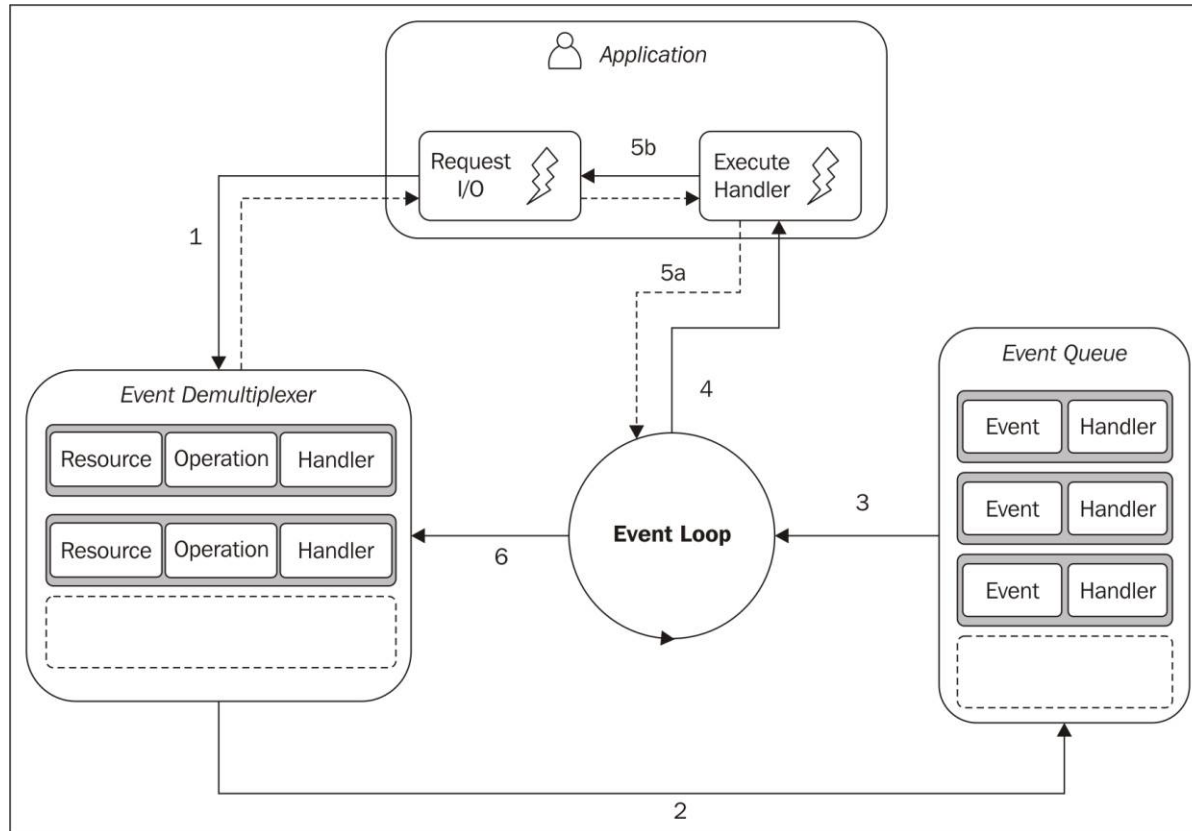 Application
Request
I/O
5b
Execute
Handler
1
5a
Event Demultiplexer
Resource Operation Handler
Resource Operation Handler
4
Event Loop
6
3
Event Queue
Event Handler
Event Handler
Event Handler
2